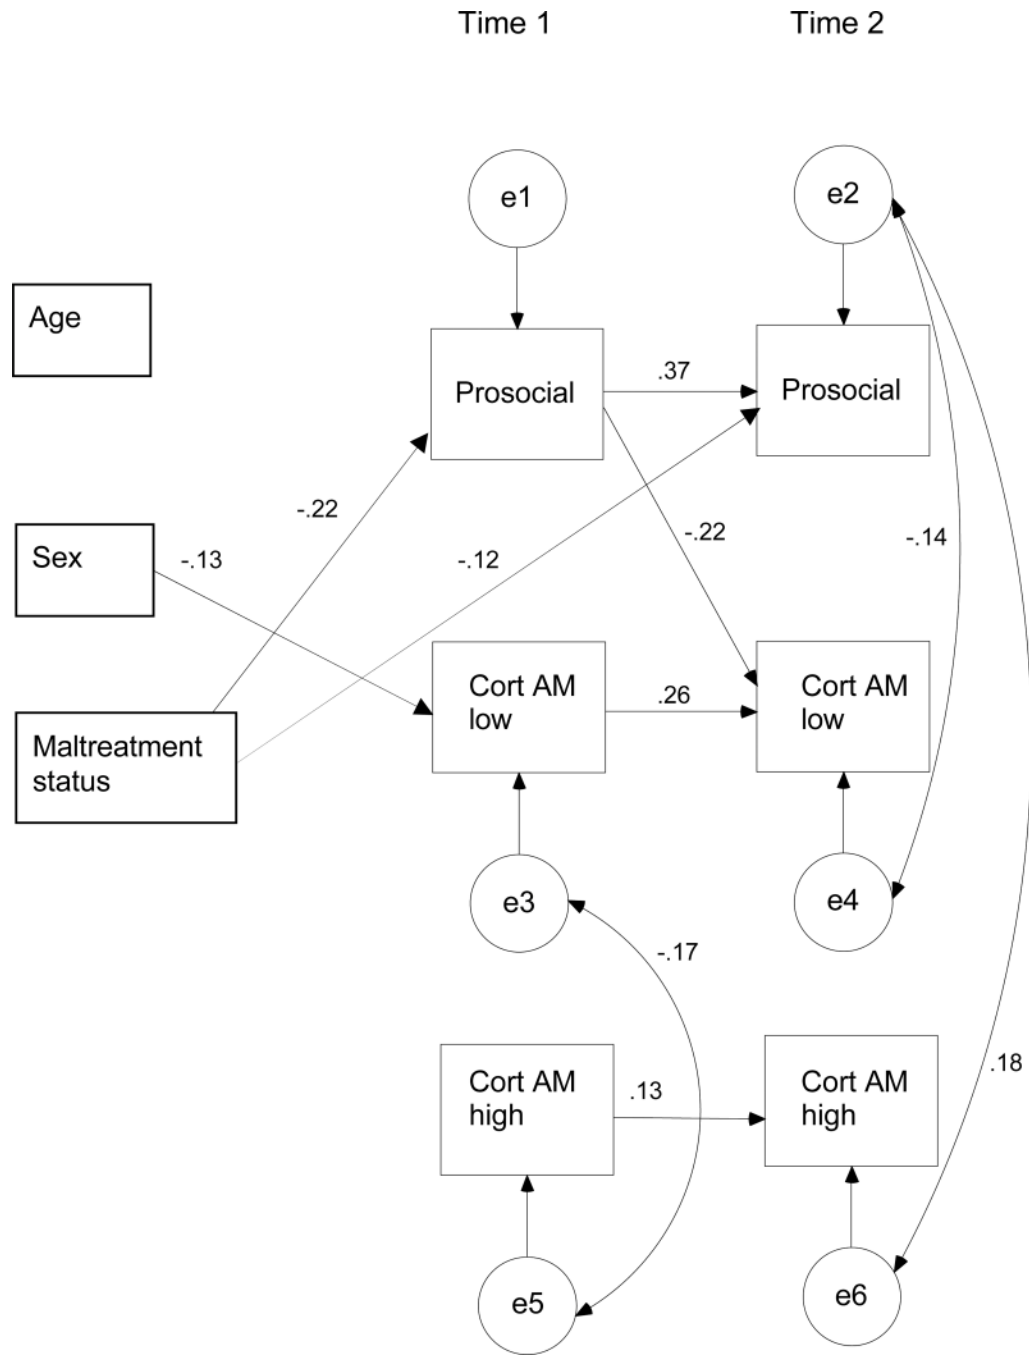 Time 1
Time 2
e1
e2
Age
Prosocial
.37
Prosocial
-.22
Sex
-.13
-.12
-.22
-.14
Cort AM
low
.26
Cort AM
low
Maltreatment
status
e3
e4
-.17
Cort AM
high
.13
Cort AM
high
.18
e5
e6